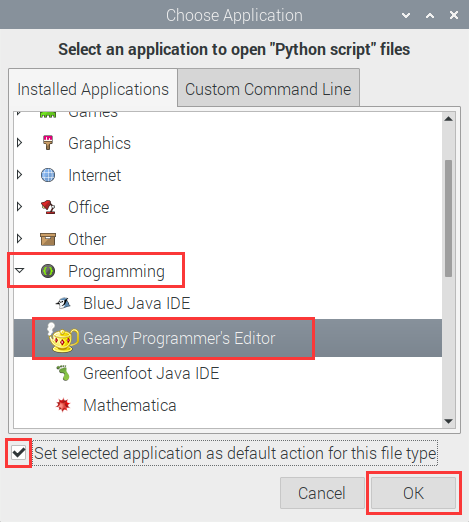 Choose Application
Select an application to open "Python script" files
Installed Applications
Custom Command Line
Games
Graphics
Internet
Office
Other
Programming
BlueJ Java IDE
Geany Programmer's Editor
Greenfoot Java IDE
Mathematica
Set selected application as default action for this file type
Cancel
OK